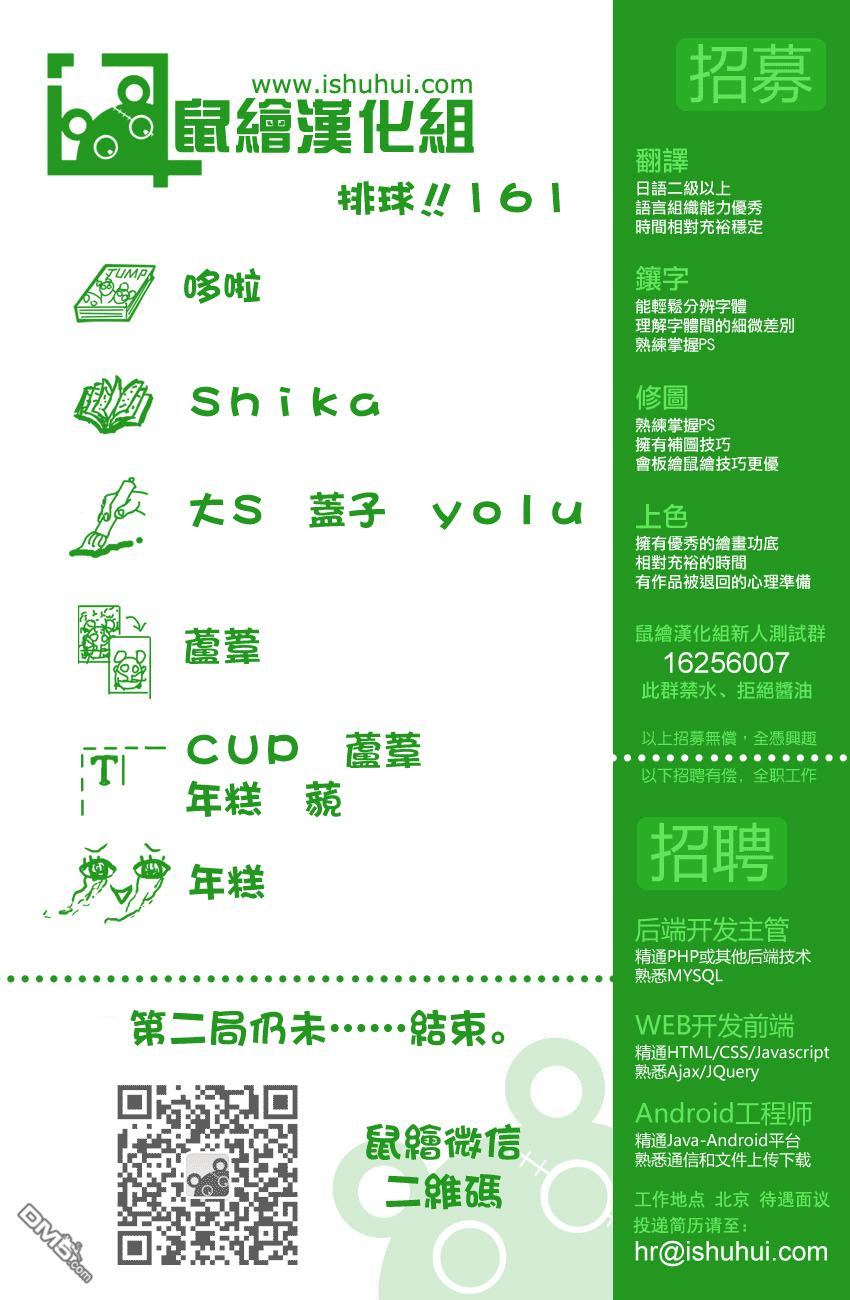 www.ishuhui.com
鼠繪漢化組
排球!!161
JUMP
哆啦
Shika
大S 蓋子 yolu
蘆葦
T
CUP 蘆葦
年糕 藐
年糕
第二局仍未……結束。
鼠繪微信
二維碼
DM5.com
招募
翻譯
日語二級以上
語言組織能力優秀
時間相對充裕穩定
鑲字
能輕鬆分辨字體
理解字體間的細微差別
熟練掌握PS
修圖
熟練掌握PS
擁有補圖技巧
會板繪鼠繪技巧更優
上色
擁有優秀的繪畫功底
相對充裕的時間
有作品被退回的心理準備
鼠繪漢化組新人測試群
16256007
此群禁水、拒絕醬油
以上招募無償，全憑興趣
以下招聘有偿，全职工作
招聘
后端开发主管
精通PHP或其他后端技术
熟悉MYSQL
WEB开发前端
精通HTML/CSS/Javascript
熟悉Ajax/JQuery
Android工程师
精通Java-Android平台
熟悉通信和文件上传下载
工作地点 北京 待遇面议
投递简历请至：
hr@ishuhui.com